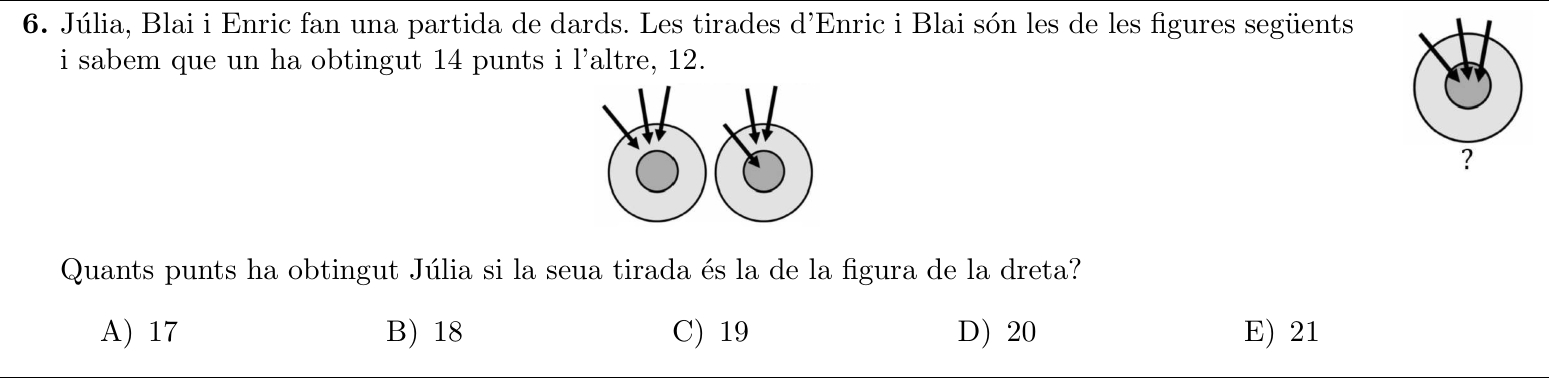 6. Júlia, Blai i Enric fan una partida de dards. Les tirades d'Enric i Blai són les de les figures següents
i sabem que un ha obtingut 14 punts i l'altre, 12.
?
Quants punts ha obtingut Júlia si la seua tirada és la de la figura de la dreta?
A) 17 B) 18 C) 19 D) 20 E) 21